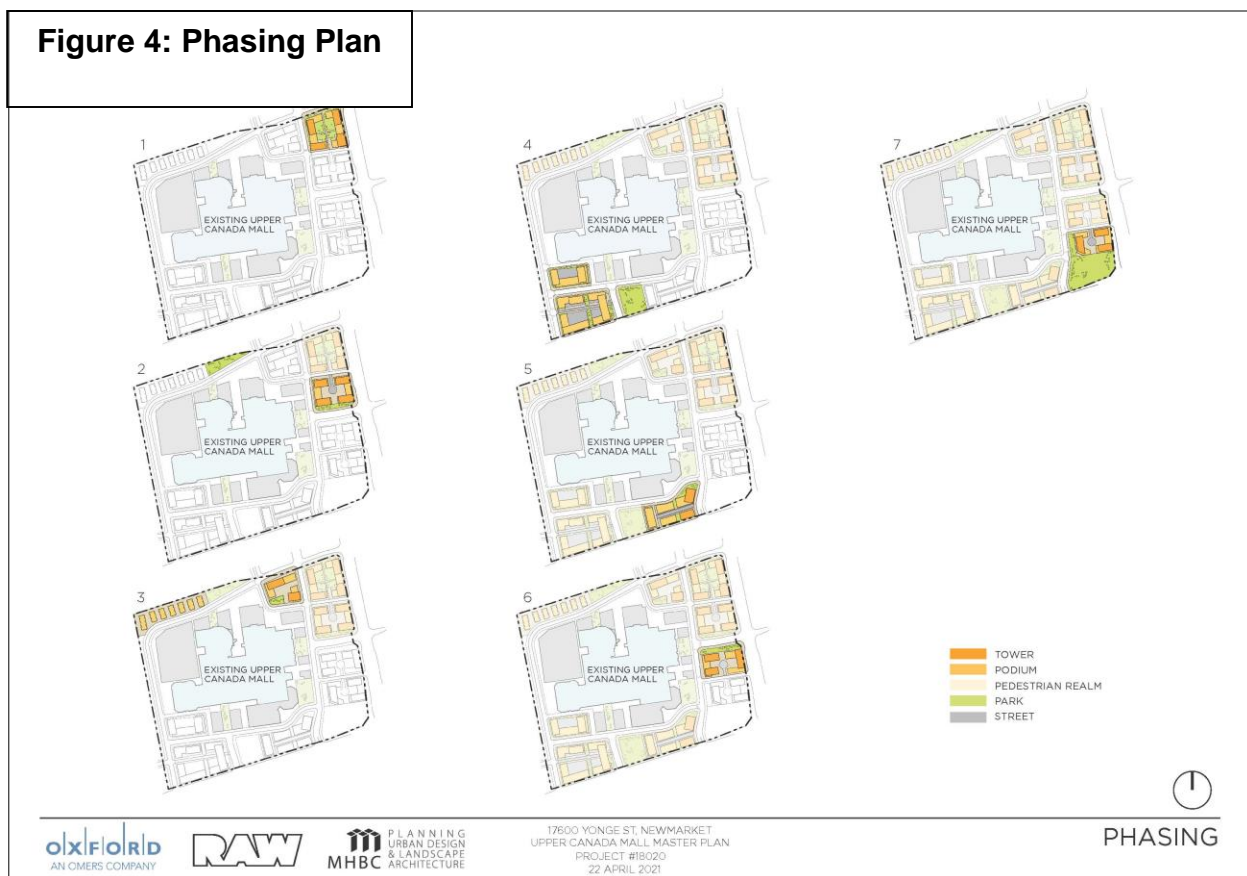 Figure 4: Phasing Plan
1
EXISTING UPPER
CANADA MALL
2
EXISTING UPPER
CANADA MALL
3
EXISTING UPPER
CANADA MALL
4
EXISTING UPPER
CANADA MALL
5
EXISTING UPPER
CANADA MALL
6
EXISTING UPPER
CANADA MALL
7
EXISTING UPPER
CANADA MALL
TOWER
PODIUM
PEDESTRIAN REALM
PARK
STREET
OXFORD
AN OMERS COMPANY
RAW
MHBC
PLANNING
URBAN DESIGN
& LANDSCAPE
ARCHITECTURE
17600 YONGE ST, NEWMARKET
UPPER CANADA MALL MASTER PLAN
PROJECT #18020
22 APRIL 2021
PHASING